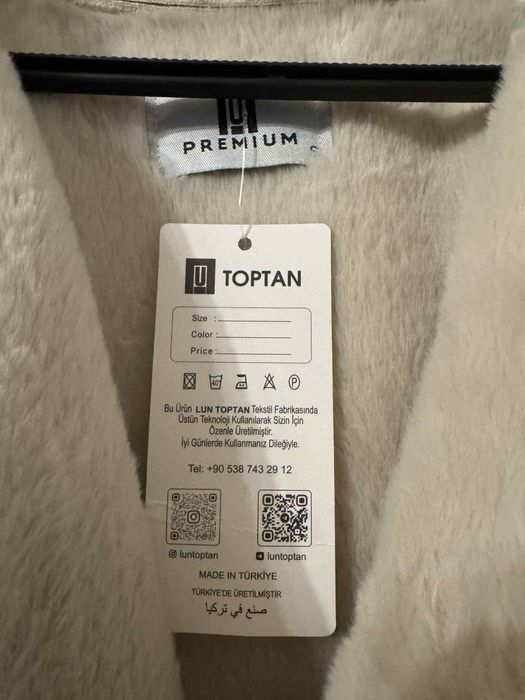 PREMIUM
TOPTAN
Size :
Color :
Price :
40°
P
Bu Ürün LUN TOPTAN Tekstil Fabrikasında
Üstün Teknoloji Kullanılarak Sizin İçin
Özenle Üretilmiştir.
İyi Günlerde Kullanmanız Dileğiyle.
Tel: +90 538 743 29 12
luntoptan
luntoptan
MADE IN TÜRKİYE
TÜRKİYE'DE ÜRETİLMİŞTİR
صنع في تركيا